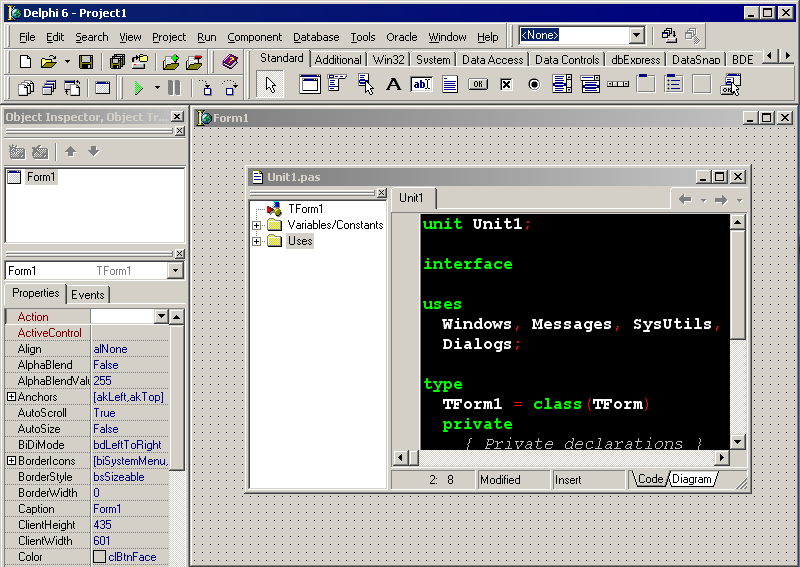 Delphi 6 - Project1
File Edit Search View Project Run Component Database Tools Oracle Window Help <None>
Standard Additional Win32 System Data Access Data Controls dbExpress DataSnap BDE
Object Inspector, Object Tr...
Form1
Form1
Form1 TForm1
Properties Events
Action
ActiveControl
Align alNone
AlphaBlend False
AlphaBlendValu 255
Anchors [akLeft,akTop]
AutoScroll True
AutoSize False
BiDiMode bdLeftToRight
BorderIcons [biSystemMenu,
BorderStyle bsSizeable
BorderWidth 0
Caption Form1
ClientHeight 435
ClientWidth 601
Color clBtnFace
Unit1.pas
TForm1
Variables/Constants
Uses
Unit1
unit Unit1;
interface
uses
Windows, Messages, SysUtils,
Dialogs;
type
TForm1 = class(TForm)
private
{ Private declarations }
2: 8 Modified Insert Code Diagram